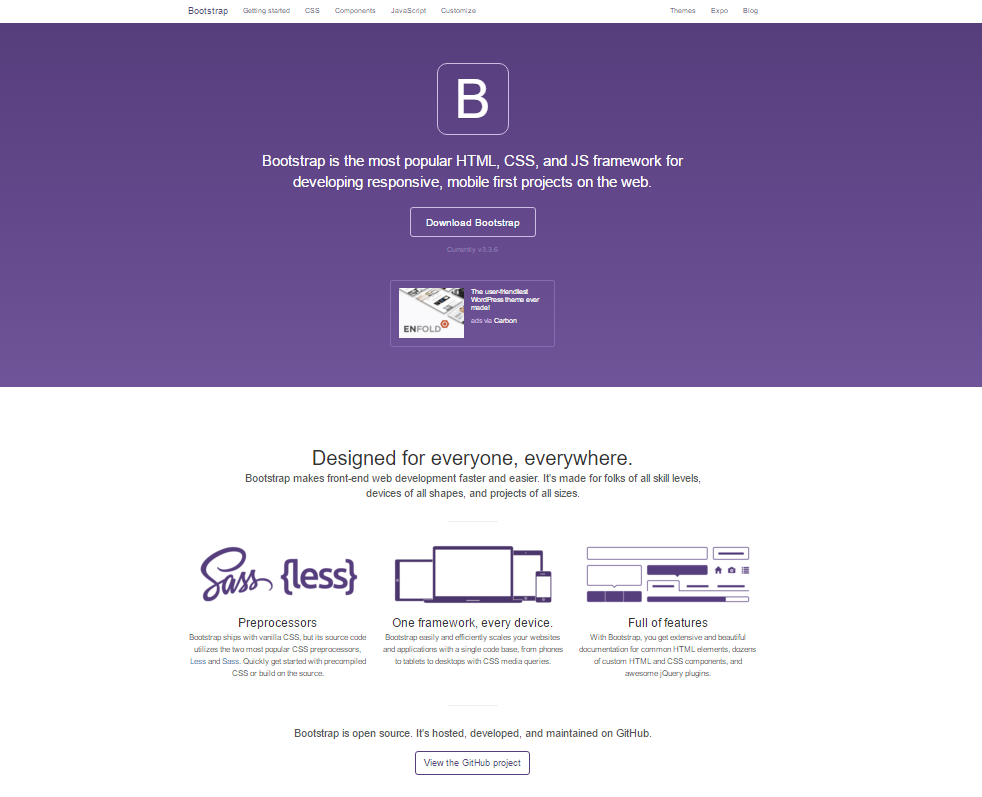 Bootstrap Getting started CSS Components JavaScript Customize Themes Expo Blog
B
Bootstrap is the most popular HTML, CSS, and JS framework for
developing responsive, mobile first projects on the web.
Download Bootstrap
Currently v3.3.6
ENFOLD
The user-friendliest
WordPress theme ever
made!
ads via Carbon
Designed for everyone, everywhere.
Bootstrap makes front-end web development faster and easier. It's made for folks of all skill levels,
devices of all shapes, and projects of all sizes.
Sass {less}
Preprocessors
Bootstrap ships with vanilla CSS, but its source code
utilizes the two most popular CSS preprocessors,
Less and Sass. Quickly get started with precompiled
CSS or build on the source.
One framework, every device.
Bootstrap easily and efficiently scales your websites
and applications with a single code base, from phones
to tablets to desktops with CSS media queries.
Full of features
With Bootstrap, you get extensive and beautiful
documentation for common HTML elements, dozens
of custom HTML and CSS components, and
awesome jQuery plugins.
Bootstrap is open source. It's hosted, developed, and maintained on GitHub.
View the GitHub project